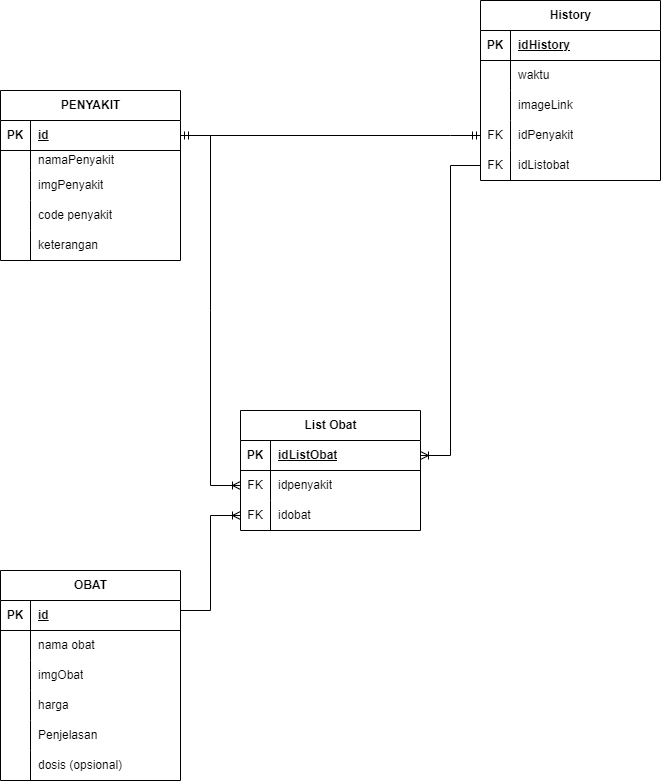 History
PK idHistory
waktu
imageLink
FK idPenyakit
FK idListobat
PENYAKIT
PK id
namaPenyakit
imgPenyakit
code penyakit
keterangan
List Obat
PK idListObat
FK idpenyakit
FK idobat
OBAT
PK id
nama obat
imgObat
harga
Penjelasan
dosis (opsional)